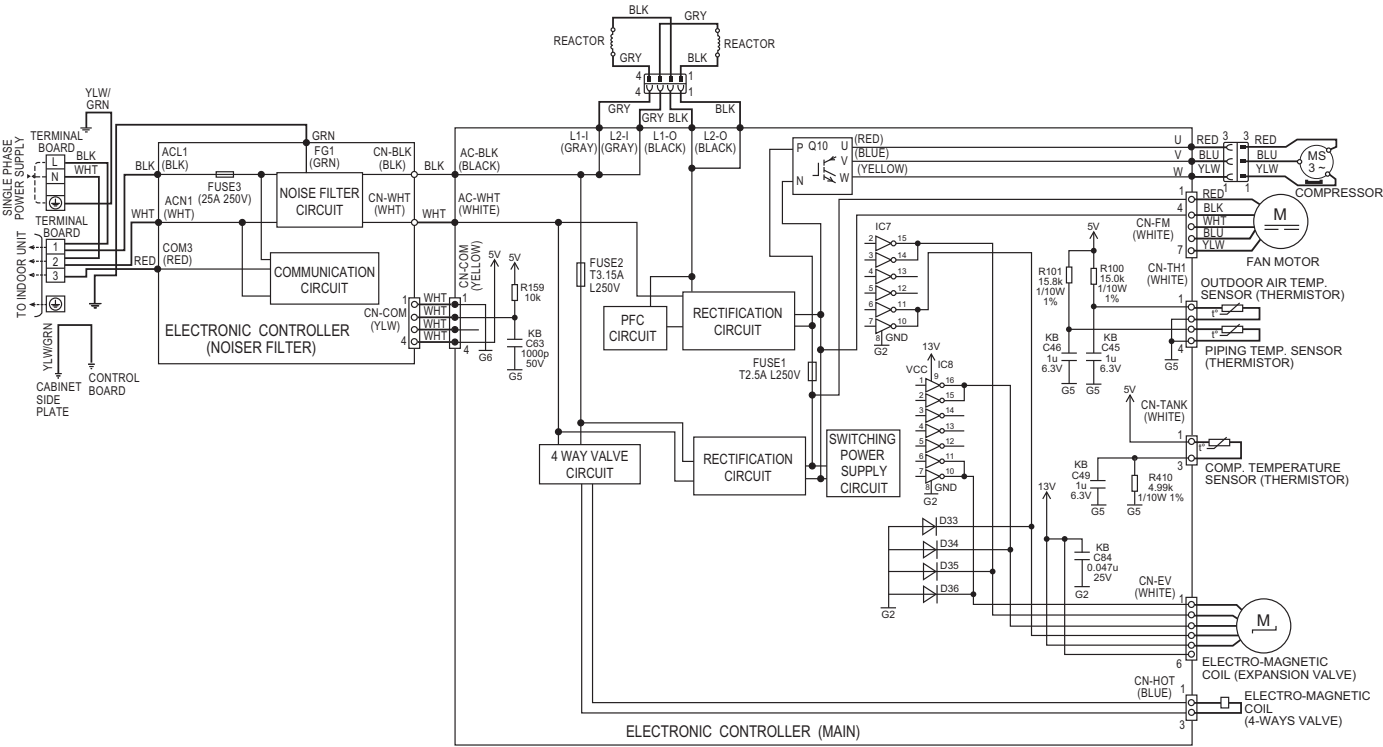 BLK
GRY
REACTOR
REACTOR
GRY
BLK
4
1
4
1
GRY
GRY
BLK
BLK
L1-I
(GRAY)
L2-I
(GRAY)
L1-O
(BLACK)
L2-O
(BLACK)
YLW/
GRN
SINGLE PHASE
POWER SUPPLY
TERMINAL
BOARD
L
N
BLK
WHT
TERMINAL
BOARD
1
2
3
TO INDOOR UNIT
YLW/GRN
CABINET
SIDE
PLATE
CONTROL
BOARD
BLK
WHT
RED
ACL1
(BLK)
FUSE3
(25A 250V)
ACN1
(WHT)
COM3
(RED)
GRN
FG1
(GRN)
NOISE FILTER
CIRCUIT
COMMUNICATION
CIRCUIT
CN-BLK
(BLK)
CN-WHT
(WHT)
CN-COM
(YLW)
1
4
ELECTRONIC CONTROLLER
(NOISER FILTER)
BLK
WHT
WHT
WHT
WHT
WHT
AC-BLK
(BLACK)
AC-WHT
(WHITE)
CN-COM
(YELLOW)
1
4
5V
5V
R159
10k
KB
C63
1000p
50V
G6
G5
FUSE2
T3.15A
L250V
PFC
CIRCUIT
RECTIFICATION
CIRCUIT
FUSE1
T2.5A L250V
4 WAY VALVE
CIRCUIT
RECTIFICATION
CIRCUIT
SWITCHING
POWER
SUPPLY
CIRCUIT
P
Q10
U
V
N
W
(RED)
(BLUE)
(YELLOW)
IC7
2
15
3
14
4
13
5
12
6
11
7
10
8
GND
G2
13V
VCC
9
IC8
1
16
2
15
3
14
4
13
5
12
6
11
7
10
8
GND
G2
D33
D34
D35
D36
G2
13V
KB
C84
0.047u
25V
G2
U
RED
3
3
RED
V
BLU
BLU
W
YLW
YLW
1
1
MS
3 ~
COMPRESSOR
1
4
7
CN-FM
(WHITE)
RED
BLK
WHT
BLU
YLW
M
FAN MOTOR
5V
R101
15.8k
1/10W
1%
R100
15.0k
1/10W
1%
CN-TH1
(WHITE)
1
4
t°
t°
OUTDOOR AIR TEMP.
SENSOR (THERMISTOR)
PIPING TEMP. SENSOR
(THERMISTOR)
KB
C46
1u
6.3V
KB
C45
1u
6.3V
G5
G5
G5
5V
CN-TANK
(WHITE)
1
3
t°
COMP. TEMPERATURE
SENSOR (THERMISTOR)
KB
C49
1u
6.3V
R410
4.99k
1/10W 1%
G5
G5
CN-EV
(WHITE)
1
6
M
ELECTRO-MAGNETIC
COIL (EXPANSION VALVE)
CN-HOT
(BLUE)
1
3
ELECTRO-MAGNETIC
COIL
(4-WAYS VALVE)
ELECTRONIC CONTROLLER (MAIN)